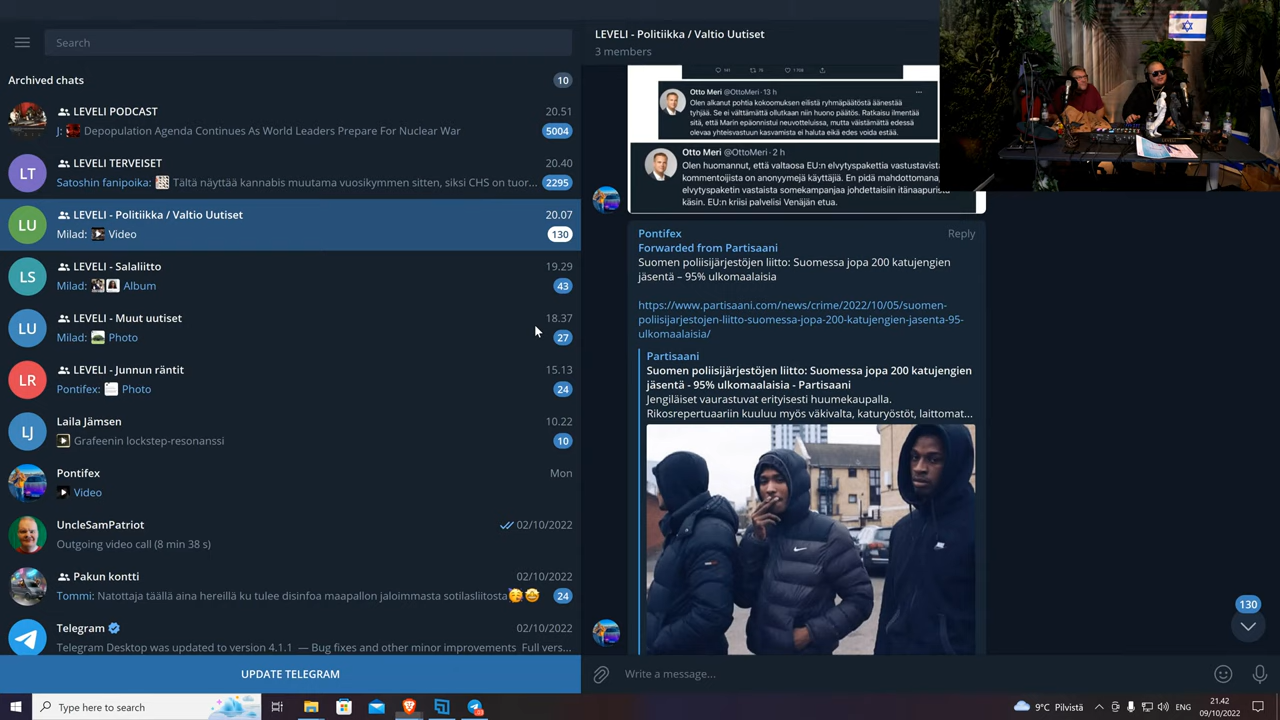 Search
Archived chats
10
LEVELI PODCAST
20.51
J:
Depopulation Agenda Continues As World Leaders Prepare For Nuclear War
5004
LT
LEVELI TERVEISET
20.40
Satoshin fanipoika:
Tältä näyttää kannabis muutama vuosikymmen sitten, siksi CHS on tuor...
2295
LU
LEVELI - Politiikka / Valtio Uutiset
20.07
Milad:
Video
130
LS
LEVELI - Salaliitto
19.29
Milad:
Album
43
LU
LEVELI - Muut uutiset
18.37
Milad:
Photo
27
LR
LEVELI - Junnun räntit
15.13
Pontifex:
Photo
24
LJ
Laila Jämsen
10.22
Grafeenin lockstep-resonanssi
10
Pontifex
Mon
Video
UncleSamPatriot
02/10/2022
Outgoing video call (8 min 38 s)
Pakun kontti
02/10/2022
Tommi: Natottaja täällä aina hereillä ku tulee disinfoa maapallon jaloimmasta sotilasliitosta🥳🤩
24
Telegram
02/10/2022
Telegram Desktop was updated to version 4.1.1 — Bug fixes and other minor improvements Full vers...
UPDATE TELEGRAM
LEVELI - Politiikka / Valtio Uutiset
3 members
Otto Meri @OttoMeri · 13 h
Olen alkanut pohtia kokoomuksen eilistä ryhmäpäätöstä äänestää
tyhjää. Se ei välttämättä ollutkaan niin huono päätös. Ratkaisu ilmentää
sitä, että Marin epäonnistui neuvotteluissa, mutta välttämättä edessä
olevaa yhteisvastuun kasvamista ei haluta eikä edes voida estää.
Otto Meri @OttoMeri · 2 h
Olen huomannut, että valtaosa EU:n elvytyspakettia vastustavista
kommentoijista on anonyymejä käyttäjiä. En pidä mahdottomana,
elvytyspaketin vastaista somekampanjaa johdettaisiin itänaapurista
käsin. EU:n kriisi palvelisi Venäjän etua.
Pontifex
Reply
Forwarded from Partisaani
Suomen poliisijärjestöjen liitto: Suomessa jopa 200 katujengien
jäsentä – 95% ulkomaalaisia
https://www.partisaani.com/news/crime/2022/10/05/suomen-
poliisijarjestojen-liitto-suomessa-jopa-200-katujengien-jasenta-95-
ulkomaalaisia/
Partisaani
Suomen poliisijärjestöjen liitto: Suomessa jopa 200 katujengien
jäsentä - 95% ulkomaalaisia - Partisaani
Jengiläiset vaurastuvat erityisesti huumekaupalla.
Rikosrepertuaariin kuuluu myös väkivalta, katuryöstöt, laittomat...
130
Write a message...
Type here to search
9°C Pilvistä
ENG
21.42
09/10/2022